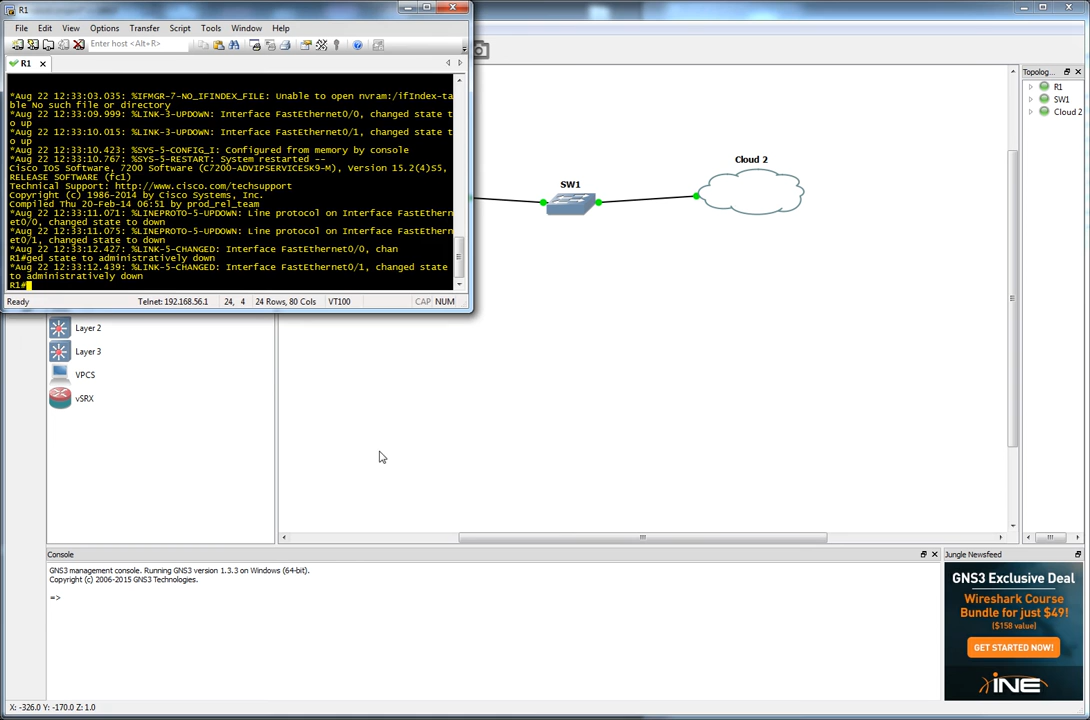 R1
File Edit View Options Transfer Script Tools Window Help
Enter host <Alt+R>
R1
*Aug 22 12:33:03.035: %IFMGR-7-NO_IFINDEX_FILE: Unable to open nvram:/ifIndex-ta
ble No such file or directory
*Aug 22 12:33:09.999: %LINK-3-UPDOWN: Interface FastEthernet0/0, changed state t
o up
*Aug 22 12:33:10.015: %LINK-3-UPDOWN: Interface FastEthernet0/1, changed state t
o up
*Aug 22 12:33:10.423: %SYS-5-CONFIG_I: Configured from memory by console
*Aug 22 12:33:10.767: %SYS-5-RESTART: System restarted --
Cisco IOS Software, 7200 Software (C7200-ADVIPSERVICESK9-M), Version 15.2(4)S5,
RELEASE SOFTWARE (fc1)
Technical Support: http://www.cisco.com/techsupport
Copyright (c) 1986-2014 by Cisco Systems, Inc.
Compiled Thu 20-Feb-14 06:51 by prod_rel_team
*Aug 22 12:33:11.071: %LINEPROTO-5-UPDOWN: Line protocol on Interface FastEthern
et0/0, changed state to down
*Aug 22 12:33:11.075: %LINEPROTO-5-UPDOWN: Line protocol on Interface FastEthern
et0/1, changed state to down
*Aug 22 12:33:12.427: %LINK-5-CHANGED: Interface FastEthernet0/0, chan
R1#ged state to administratively down
*Aug 22 12:33:12.439: %LINK-5-CHANGED: Interface FastEthernet0/1, changed state
to administratively down
R1#
Ready Telnet: 192.168.56.1 24, 4 24 Rows, 80 Cols VT100 CAP NUM
SW1
Cloud 2
Topolog...
R1
SW1
Cloud 2
Layer 2
Layer 3
VPCS
vSRX
Console
GNS3 management console. Running GNS3 version 1.3.3 on Windows (64-bit).
Copyright (c) 2006-2015 GNS3 Technologies.
=>
Jungle Newsfeed
GNS3 Exclusive Deal
Wireshark Course
Bundle for just $49!
($158 value)
GET STARTED NOW!
INE
X: -326.0 Y: -170.0 Z: 1.0